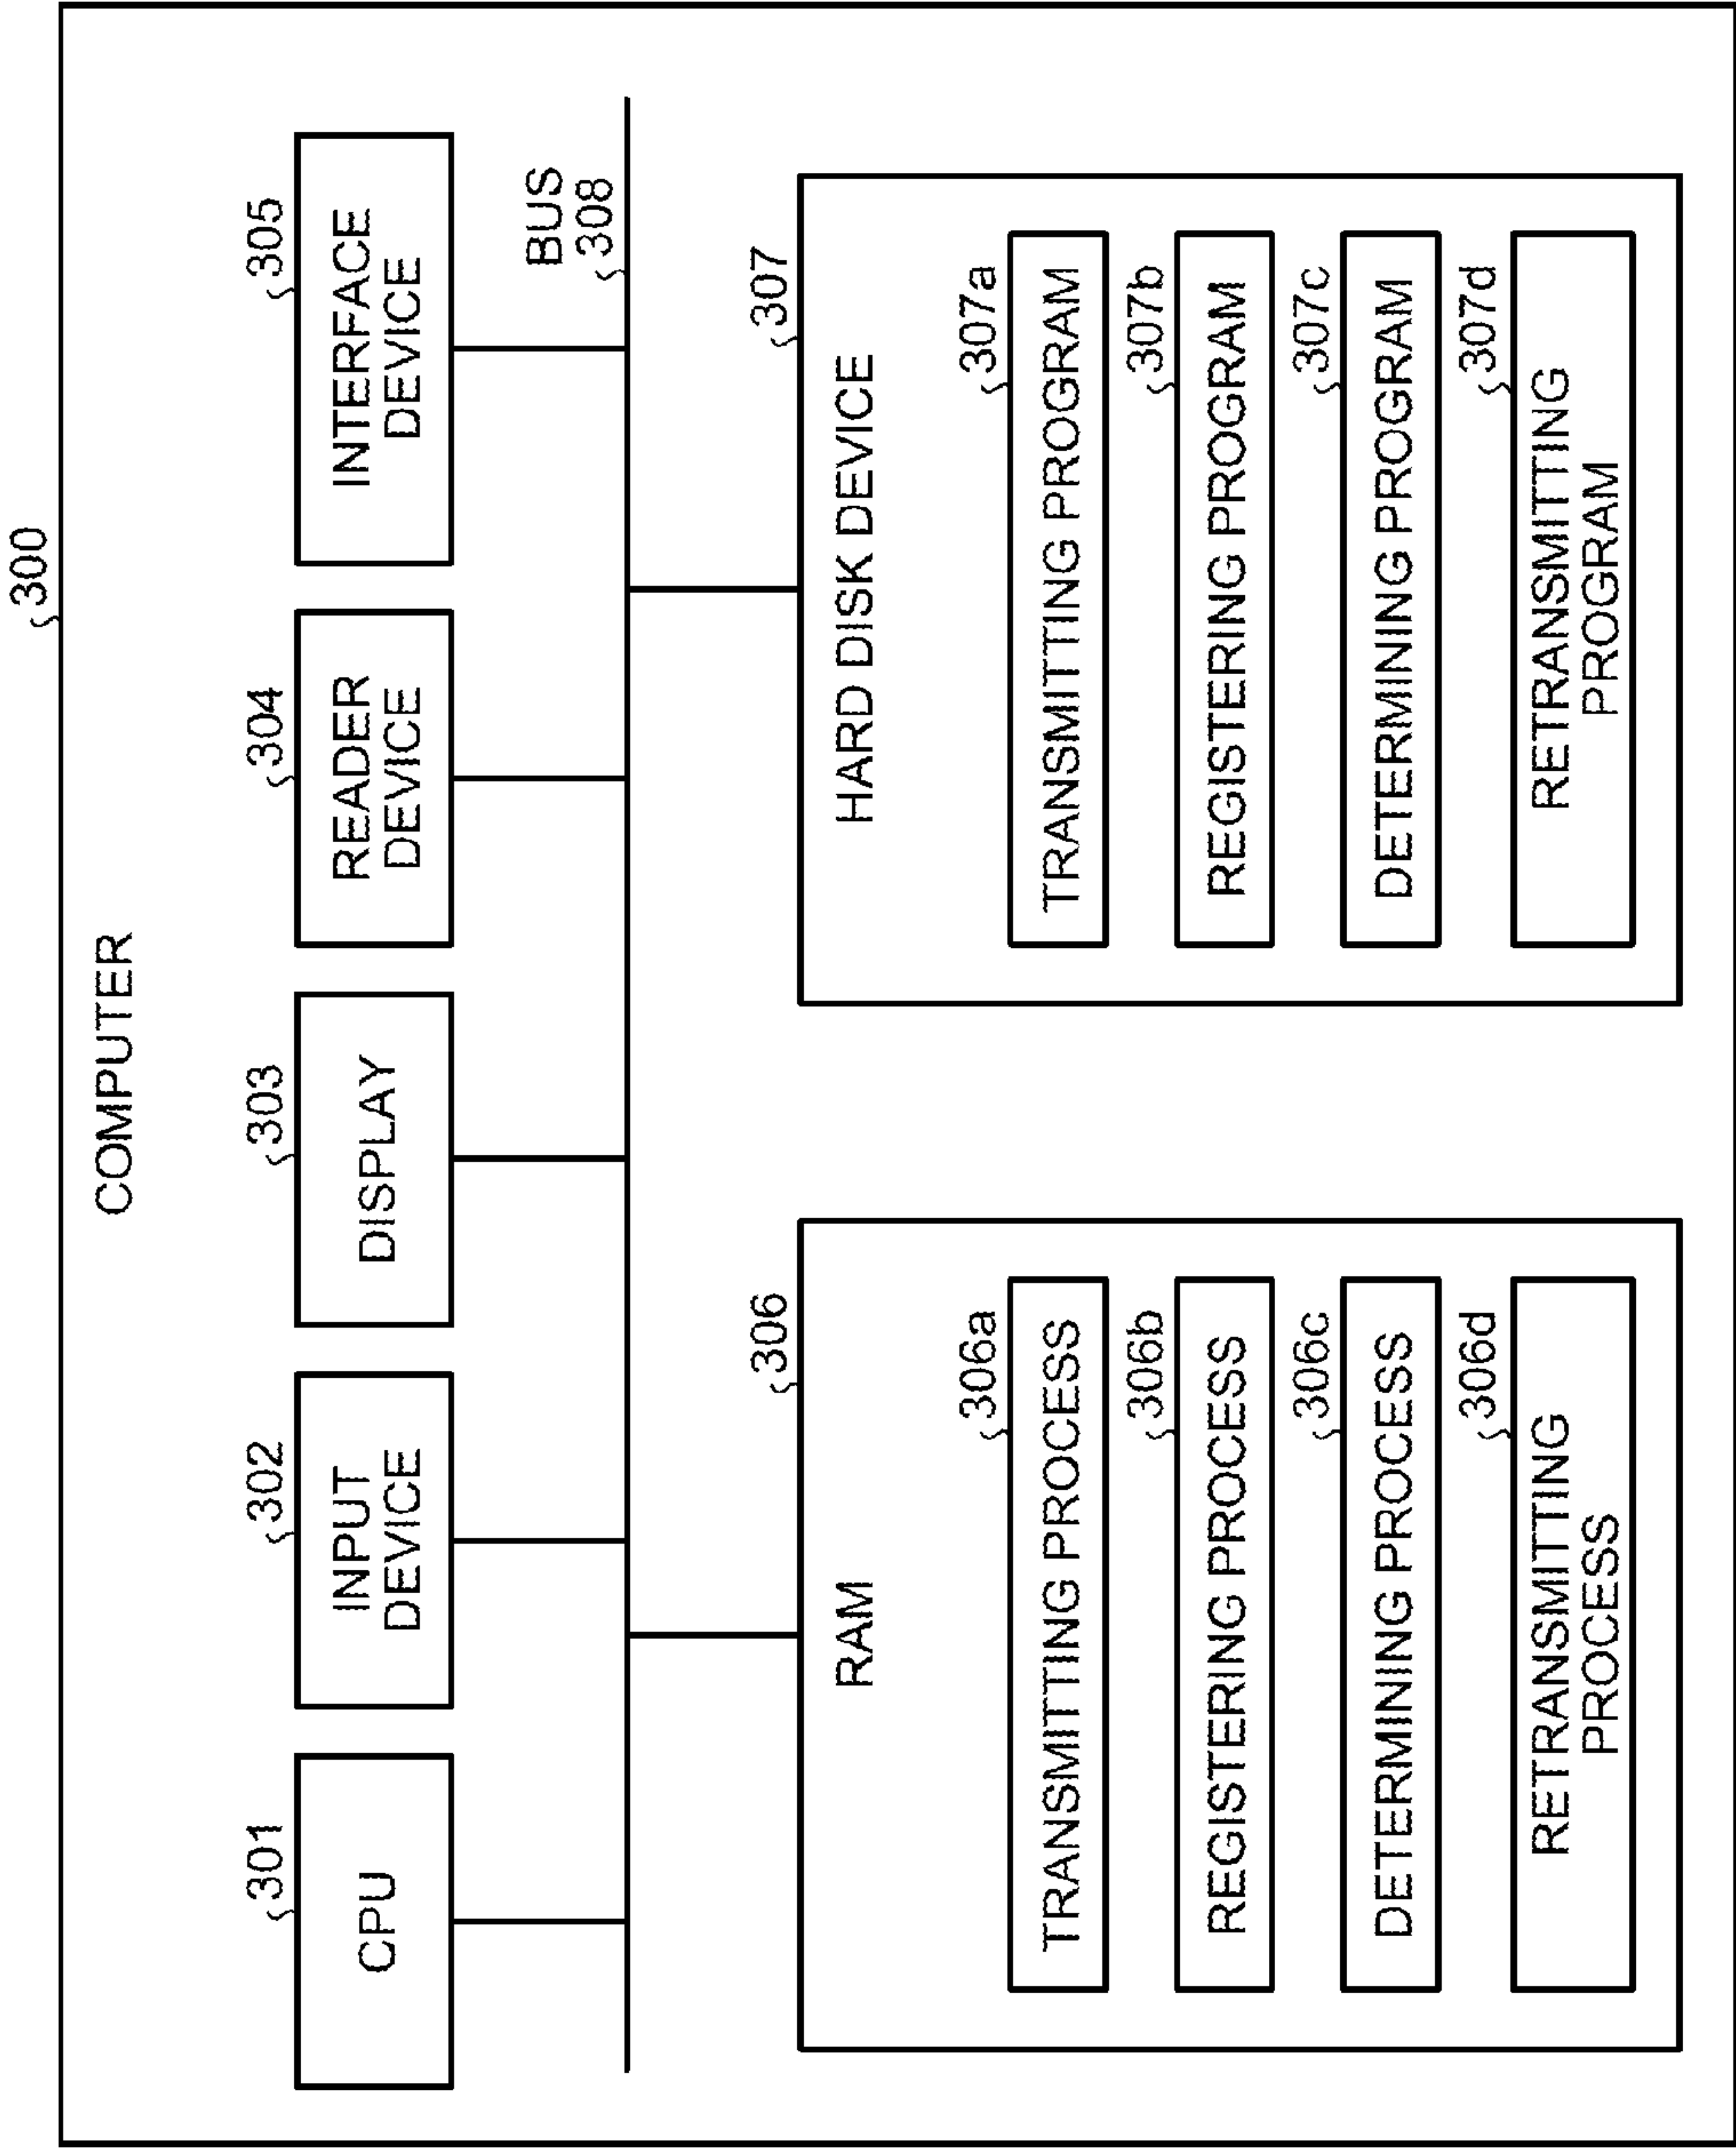 300
COMPUTER
301
302
303
304
305
CPU
INPUT
DEVICE
DISPLAY
READER
DEVICE
INTERFACE
DEVICE
BUS
308
306
307
RAM
HARD DISK DEVICE
306a
TRANSMITTING PROCESS
306b
REGISTERING PROCESS
306c
DETERMINING PROCESS
306d
RETRANSMITTING
PROCESS
307a
TRANSMITTING PROGRAM
307b
REGISTERING PROGRAM
307c
DETERMINING PROGRAM
307d
RETRANSMITTING
PROGRAM